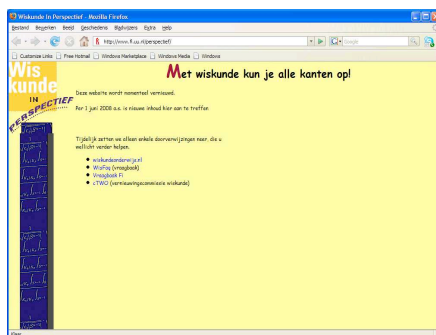 Wiskunde In Perspectief - Mozilla Firefox
Bestand Bewerken Beeld Geschiedenis Bladwijzers Extra Help
http://www.fi.uu.nl/perspectief/
Google
Customize Links Free Hotmail Windows Marketplace Windows Media Windows
Wis
kunde
IN
PERSPECTIEF
Met wiskunde kun je alle kanten op!
Deze website wordt momenteel vernieuwd.
Per 1 juni 2008 a.s. is nieuwe inhoud hier aan te treffen
Tijdelijk zetten we alleen enkele doorverwijzingen neer, die u
wellicht verder helpen.
wiskundeonderwijs.nl
WisFaq (vraagbaak)
Vraagbaak FI
cTWO (vernieuwingscommissie wiskunde)
Klaar